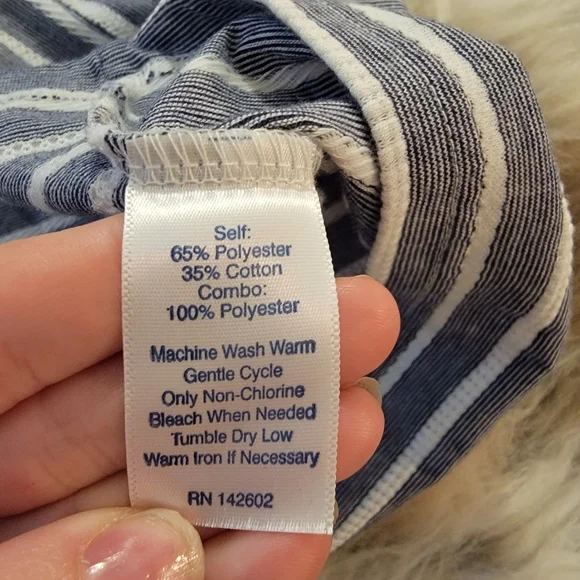 Self:
65% Polyester
35% Cotton
Combo:
100% Polyester
Machine Wash Warm
Gentle Cycle
Only Non-Chlorine
Bleach When Needed
Tumble Dry Low
Warm Iron If Necessary
RN 142602